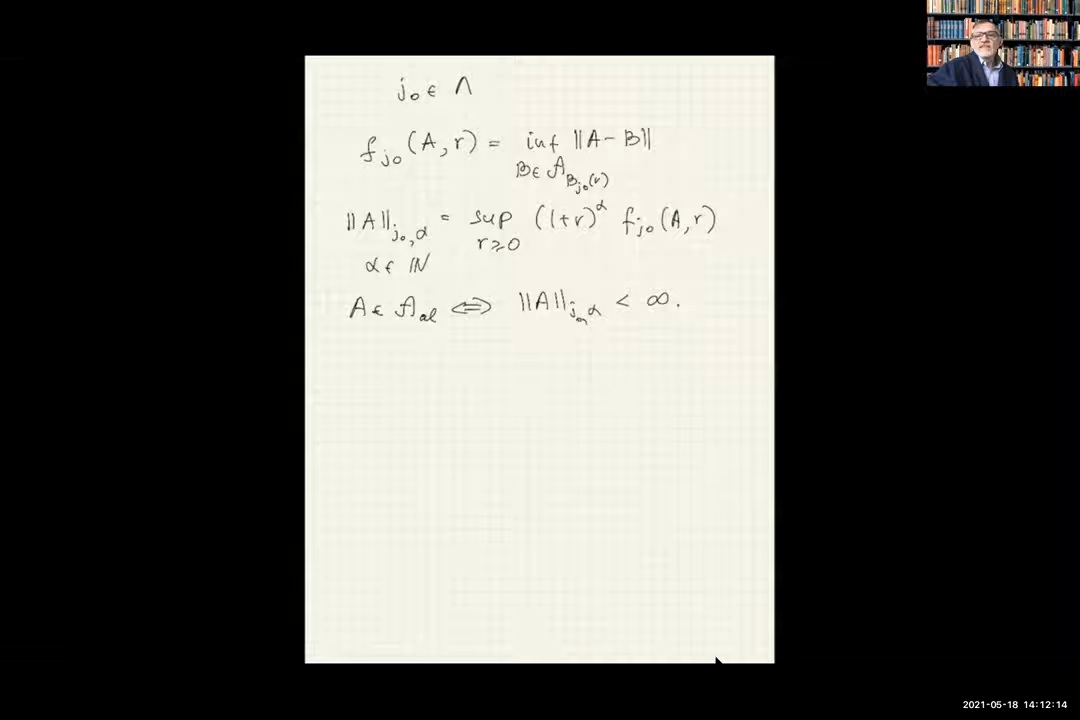 j₀ ∈ Λ
f_{j₀}(A, r) = inf ‖A − B‖
B ∈ 𝒜_{B_{j₀}(r)}
‖A‖_{j₀,α} = sup (1+r)^α f_{j₀}(A, r)
r ⩾ 0
α ∈ ℕ
A ∈ 𝒜_{al} ⟺ ‖A‖_{j₀,α} < ∞.
2021-05-18 14:12:14